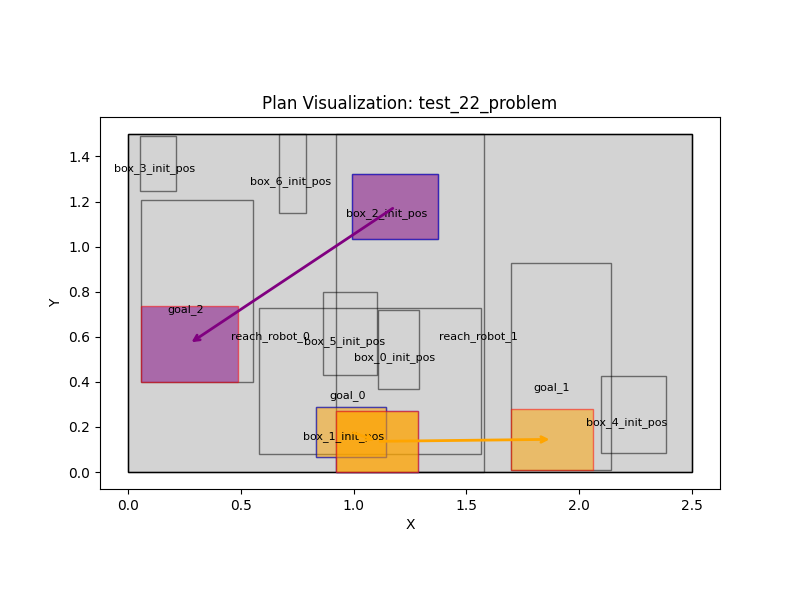 Plan Visualization: test_22_problem
Y
1.4
1.2
1.0
0.8
0.6
0.4
0.2
0.0
box_3_init_pos
box_6_init_pos
box_2_init_pos
goal_2
reach_robot_0
box_5_init_pos
reach_robot_1
box_0_init_pos
goal_0
goal_1
box_1_init_pos
box_4_init_pos
0.0
0.5
1.0
1.5
2.0
2.5
X